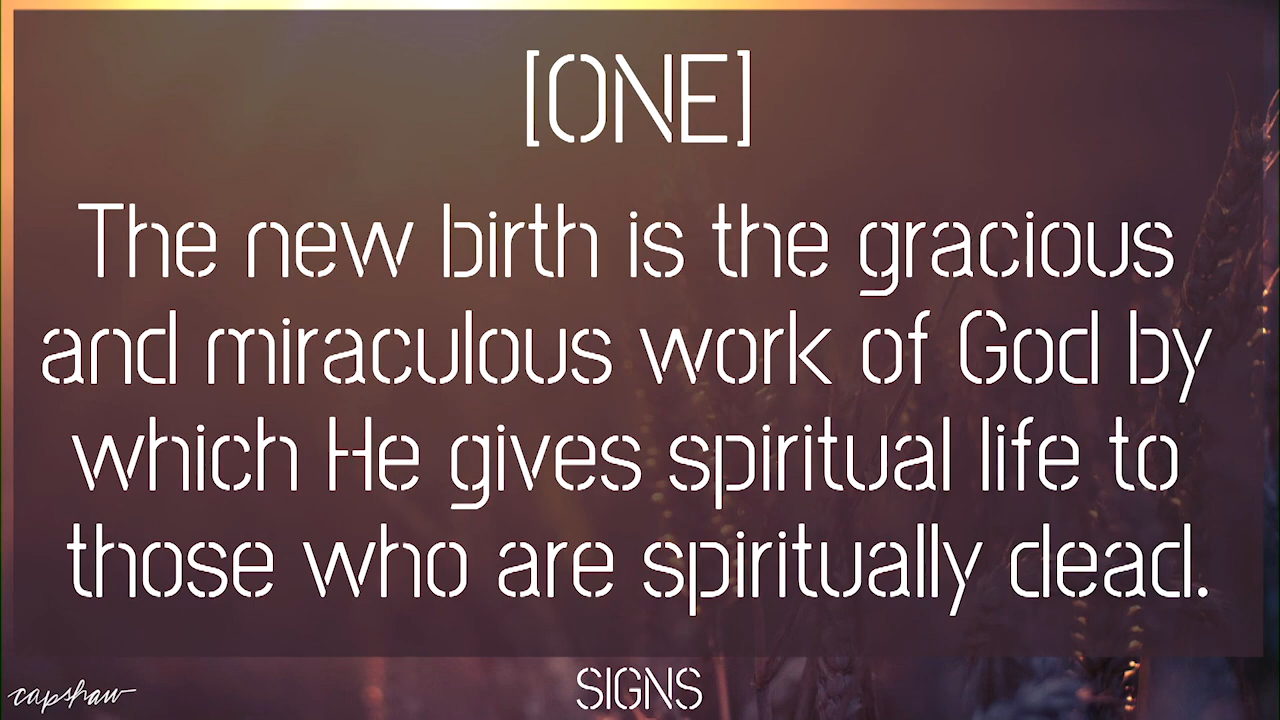 [ONE]
The new birth is the gracious
and miraculous work of God by
which He gives spiritual life to
those who are spiritually dead.
SIGNS
capshaw